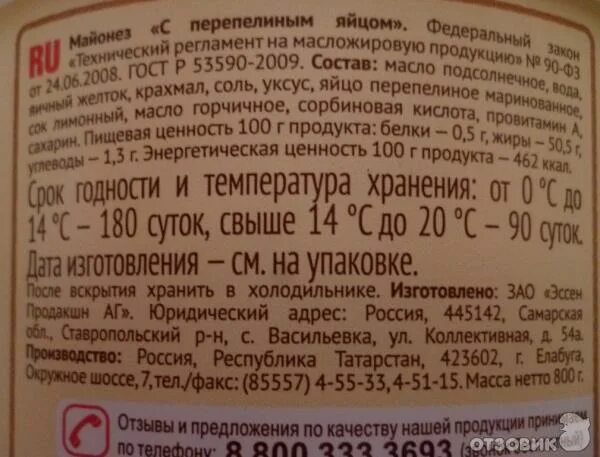 RU Майонез «С перепелиным яйцом». Федеральный закон
«Технический регламент на масложировую продукцию» № 90-ФЗ
от 24.06.2008. ГОСТ Р 53590-2009. Состав: масло подсолнечное, вода,
яичный желток, крахмал, соль, уксус, яйцо перепелиное маринованное,
сок лимонный, масло горчичное, сорбиновая кислота, провитамин А,
сахарин. Пищевая ценность 100 г продукта: белки – 0,5 г, жиры – 50,5 г,
углеводы – 1,3 г. Энергетическая ценность 100 г продукта – 462 ккал.
Срок годности и температура хранения: от 0 °С до
14 °С – 180 суток, свыше 14 °С до 20 °С – 90 суток.
Дата изготовления – см. на упаковке.
После вскрытия хранить в холодильнике. Изготовлено: ЗАО «Эссен
Продакшн АГ». Юридический адрес: Россия, 445142, Самарская
обл., Ставропольский р-н, с. Васильевка, ул. Коллективная, д. 54а.
Производство: Россия, Республика Татарстан, 423602, г. Елабуга,
Окружное шоссе,7,тел./факс: (85557) 4-55-33,4-51-15. Масса нетто 800 г.
Отзывы и предложения по качеству нашей продукции
по телефону: 8 800 333 3693 (звонок
отзовик